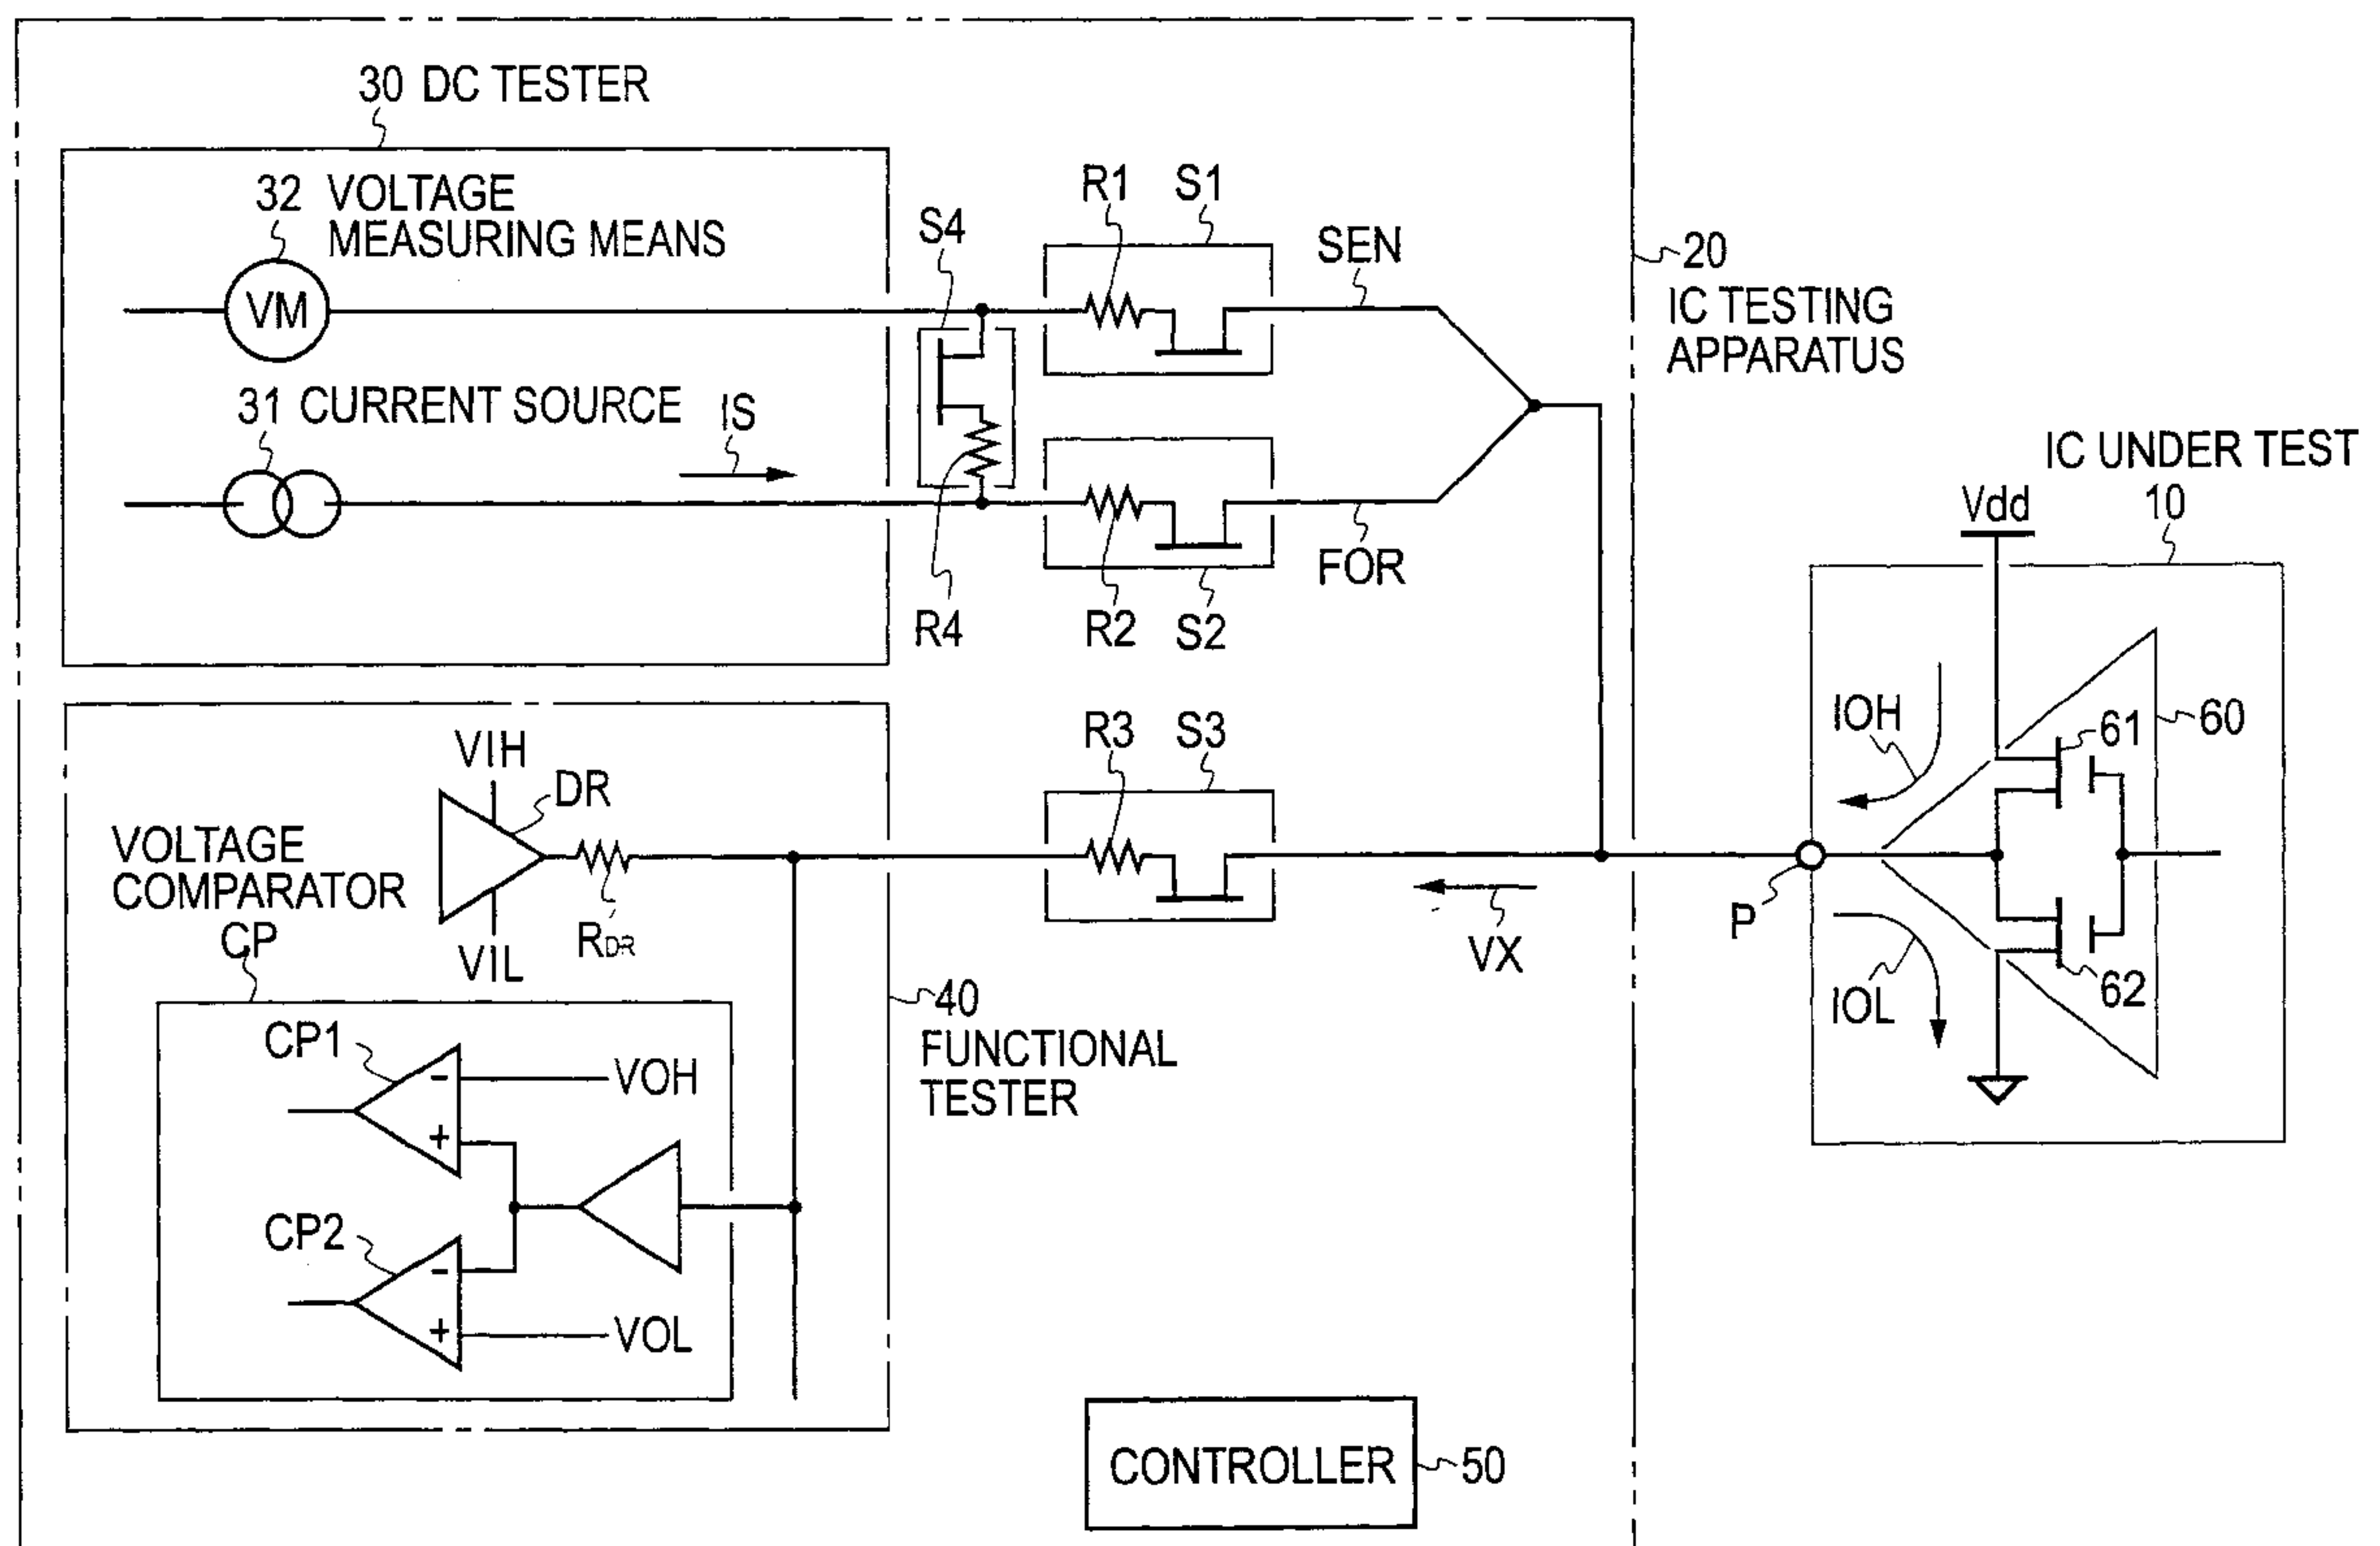 30 DC TESTER
32 VOLTAGE
MEASURING MEANS
VM
31 CURRENT SOURCE
IS
S4
R4
R1 S1
SEN
R2 S2
FOR
20
IC TESTING
APPARATUS
IC UNDER TEST
10
Vdd
IOH
61
60
62
IOL
P
VX
R3 S3
VIH
DR
VIL
RDR
VOLTAGE
COMPARATOR
CP
CP1
- VOH
+
CP2
-
+ VOL
40
FUNCTIONAL
TESTER
CONTROLLER 50